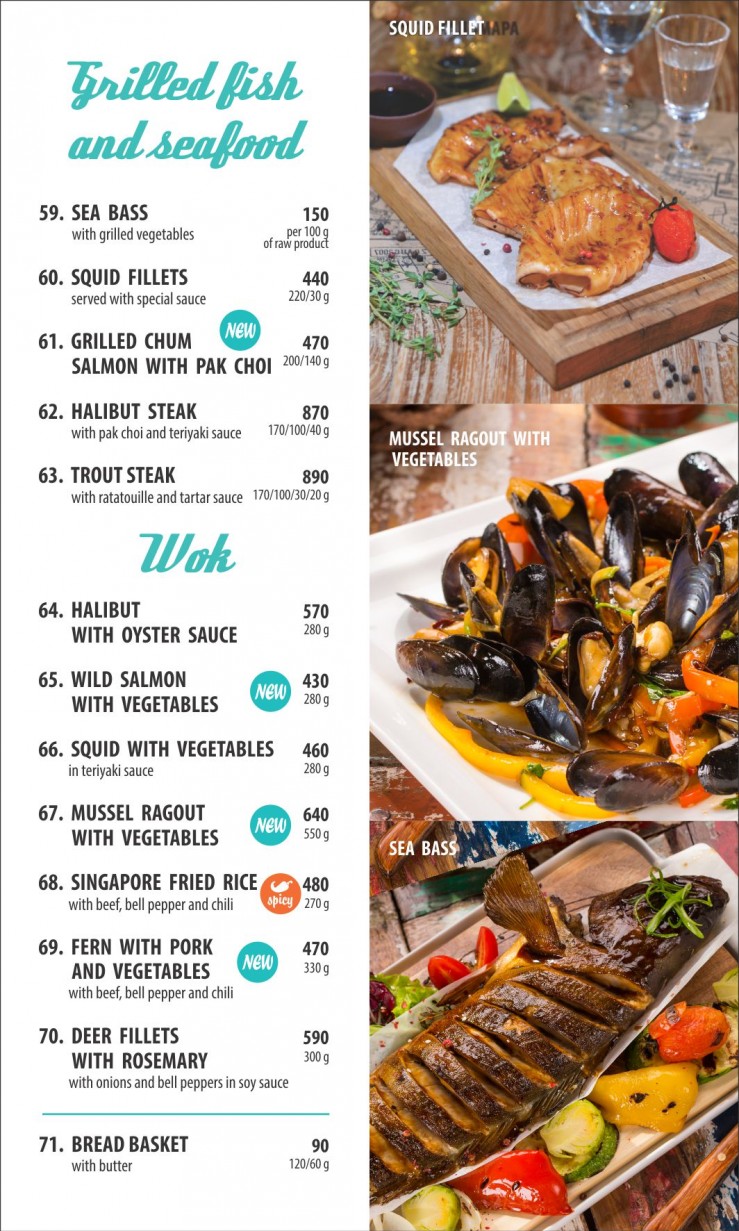 Grilled fish
and seafood
59. SEA BASS 150
with grilled vegetables per 100 g
of raw product
60. SQUID FILLETS 440
served with special sauce 220/30 g
NEW
61. GRILLED CHUM 470
SALMON WITH PAK CHOI 200/140 g
62. HALIBUT STEAK 870
with pak choi and teriyaki sauce 170/100/40 g
63. TROUT STEAK 890
with ratatouille and tartar sauce 170/100/30/20 g
Wok
64. HALIBUT 570
WITH OYSTER SAUCE 280 g
65. WILD SALMON NEW 430
WITH VEGETABLES 280 g
66. SQUID WITH VEGETABLES 460
in teriyaki sauce 280 g
67. MUSSEL RAGOUT NEW 640
WITH VEGETABLES 550 g
68. SINGAPORE FRIED RICE spicy 480
with beef, bell pepper and chili 270 g
69. FERN WITH PORK NEW 470
AND VEGETABLES 330 g
with beef, bell pepper and chili
70. DEER FILLETS 590
WITH ROSEMARY 300 g
with onions and bell peppers in soy sauce
71. BREAD BASKET 90
with butter 120/60 g
SQUID FILLET
MUSSEL RAGOUT WITH
VEGETABLES
SEA BASS